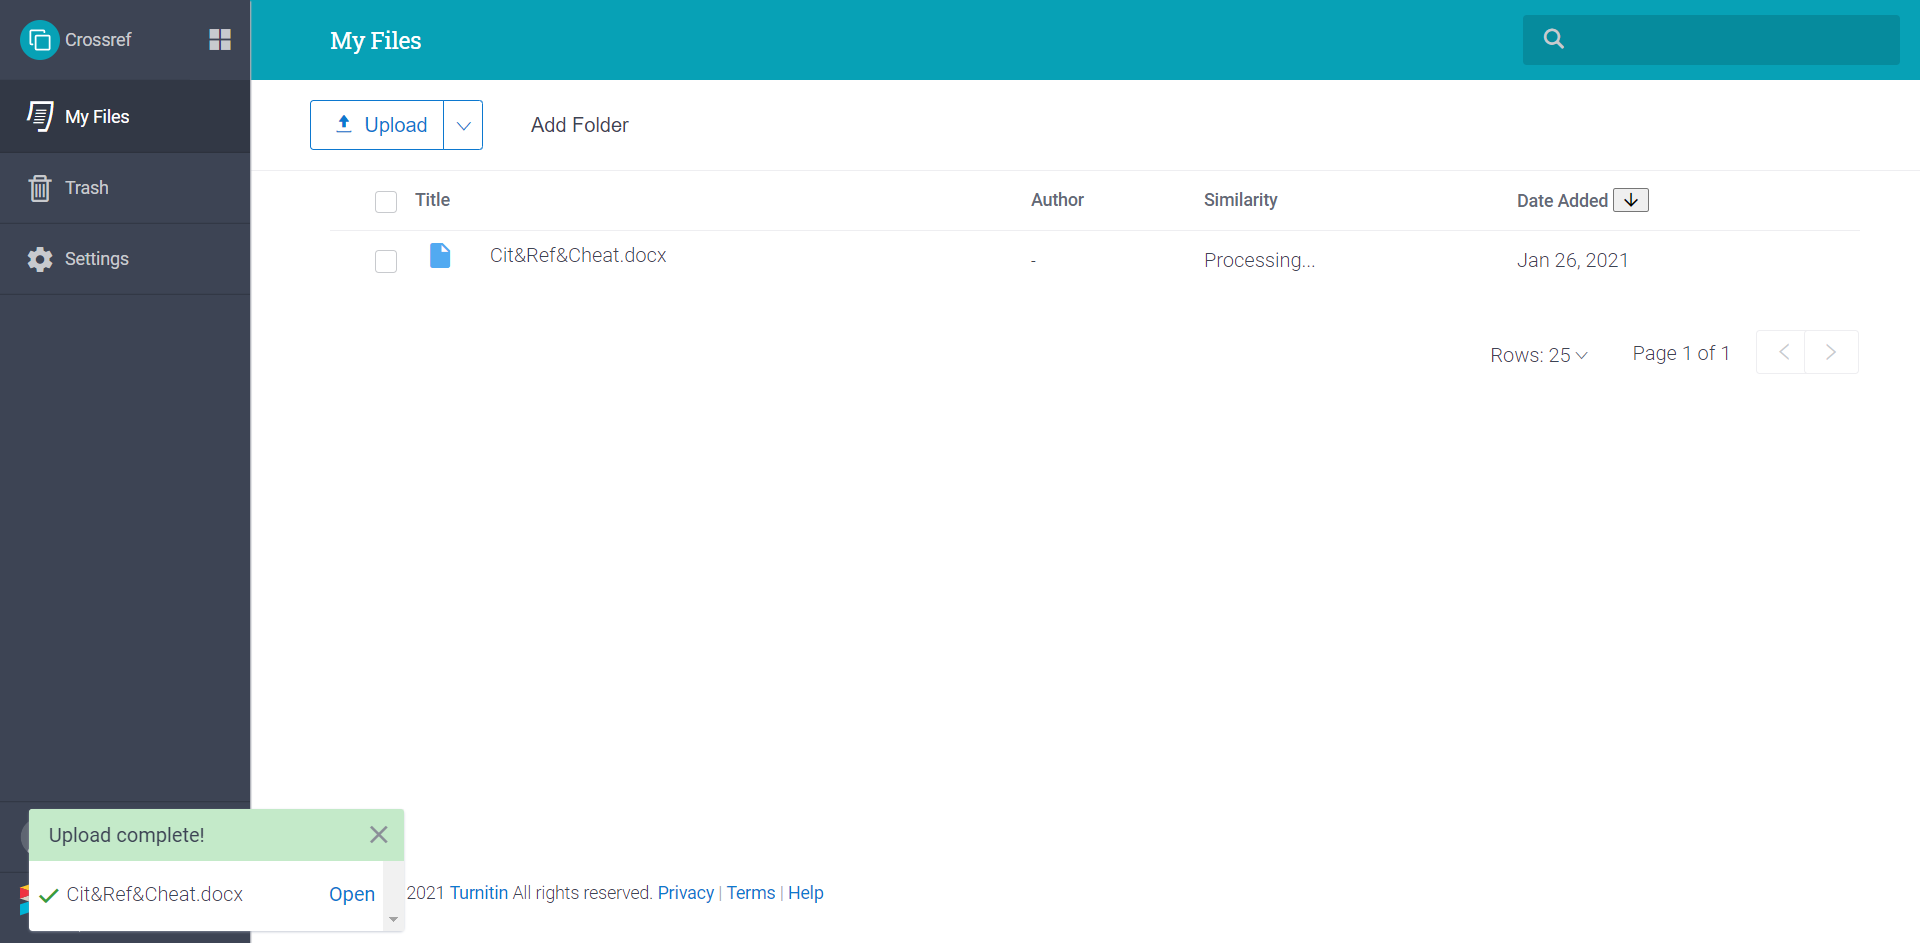 Crossref
My Files
My Files
Trash
Settings
Upload
Add Folder
Title Author Similarity Date Added
Cit&Ref&Cheat.docx - Processing... Jan 26, 2021
Rows: 25 Page 1 of 1
Upload complete!
Cit&Ref&Cheat.docx Open
2021 Turnitin All rights reserved. Privacy | Terms | Help